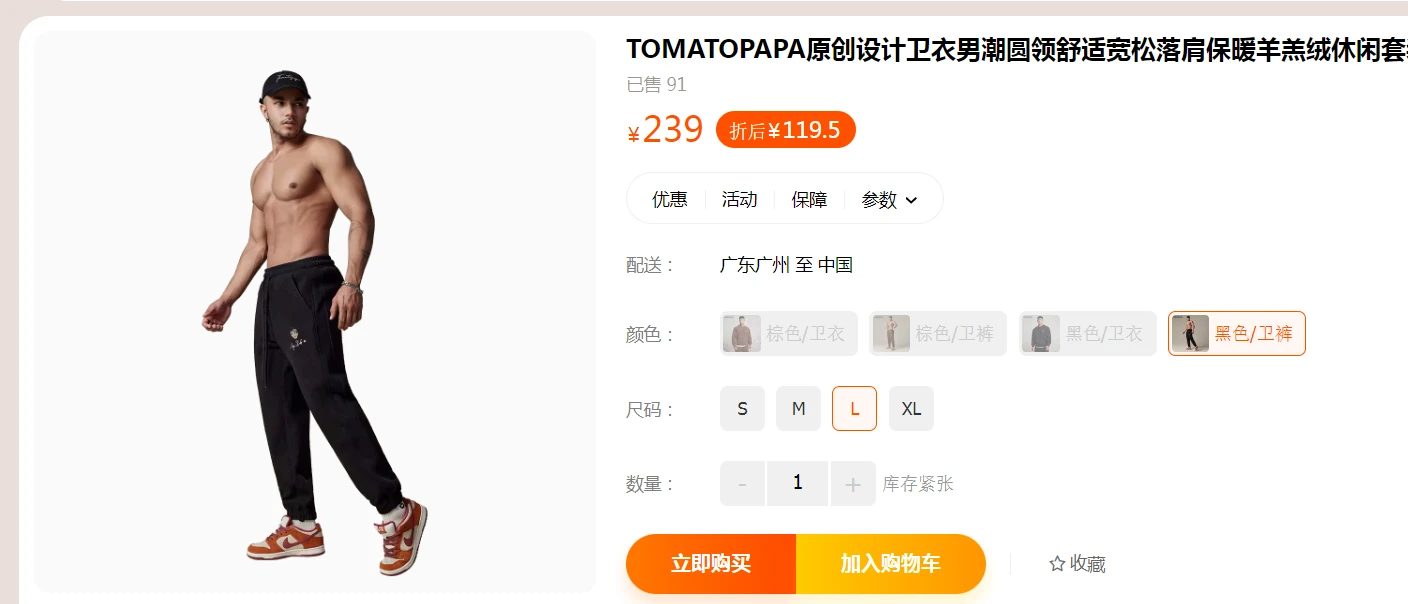 TOMATOPAPA原创设计卫衣男潮圆领舒适宽松落肩保暖羊羔绒休闲套
已售 91
¥239 折后¥119.5
优惠 活动 保障 参数
配送： 广东广州 至 中国
颜色： 棕色/卫衣 棕色/卫裤 黑色/卫衣 黑色/卫裤
尺码： S M L XL
数量： - 1 + 库存紧张
立即购买 加入购物车 收藏